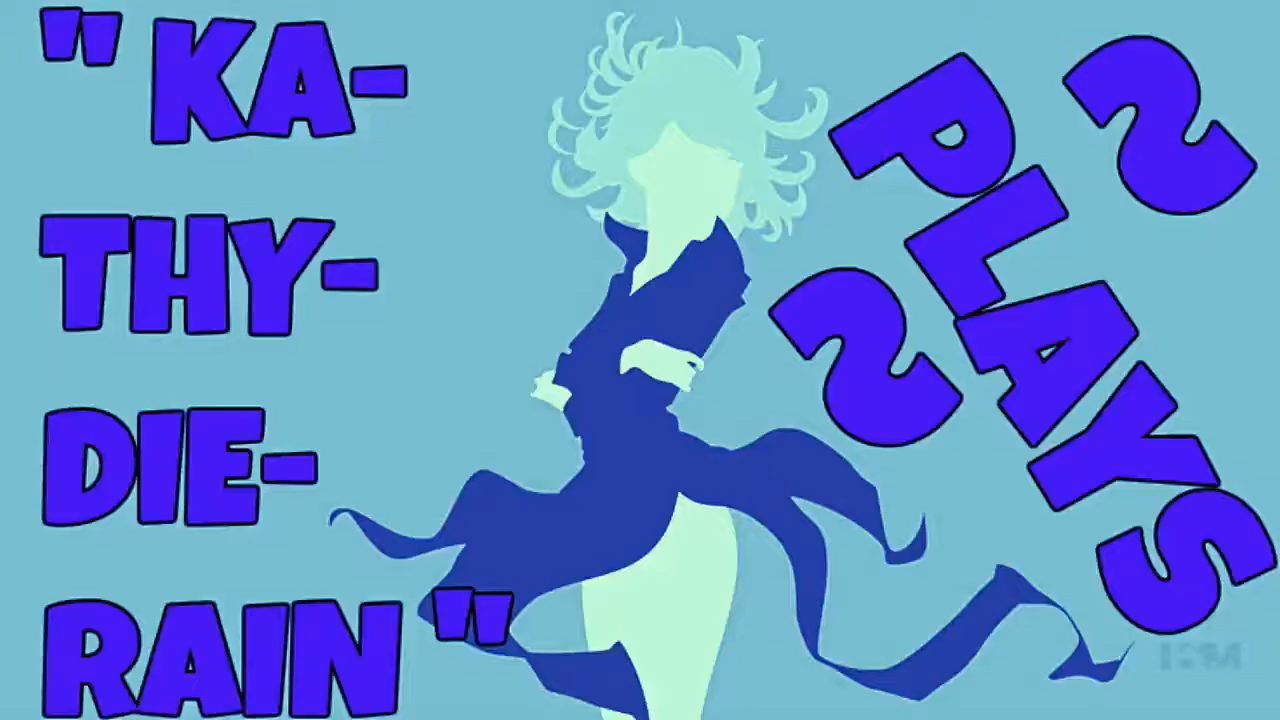 " KA-
THY-
DIE-
RAIN "
~
PLAYS
~